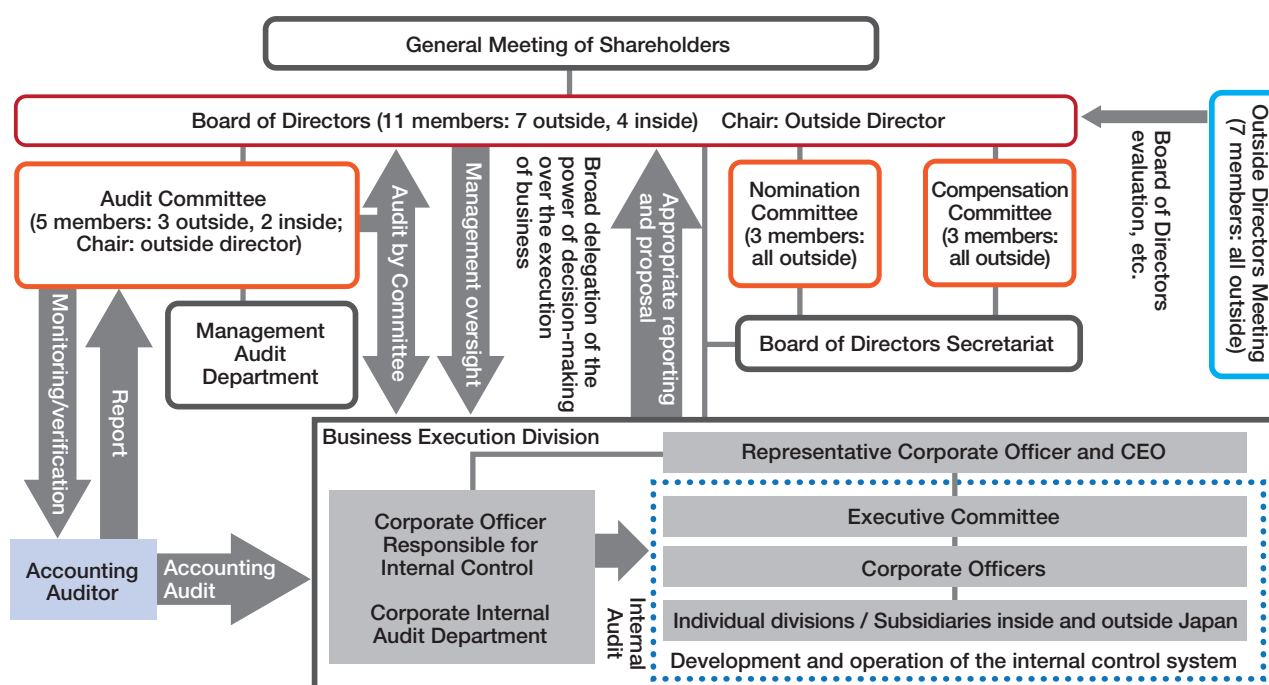 General Meeting of Shareholders
Board of Directors (11 members: 7 outside, 4 inside) Chair: Outside Director
Outside Directors Meeting
(7 members: all outside)
Board of Directors
evaluation, etc.
Audit Committee
(5 members: 3 outside, 2 inside;
Chair: outside director)
Audit by Committee
Management oversight
Broad delegation of the
power of decision-making
over the execution
of business
Appropriate reporting
and proposal
Nomination
Committee
(3 members:
all outside)
Compensation
Committee
(3 members:
all outside)
Monitoring/verification
Report
Management
Audit
Department
Board of Directors Secretariat
Business Execution Division
Representative Corporate Officer and CEO
Corporate Officer
Responsible for
Internal Control
Corporate Internal
Audit Department
Internal
Audit
Executive Committee
Corporate Officers
Individual divisions / Subsidiaries inside and outside Japan
Development and operation of the internal control system
Accounting
Auditor
Accounting
Audit